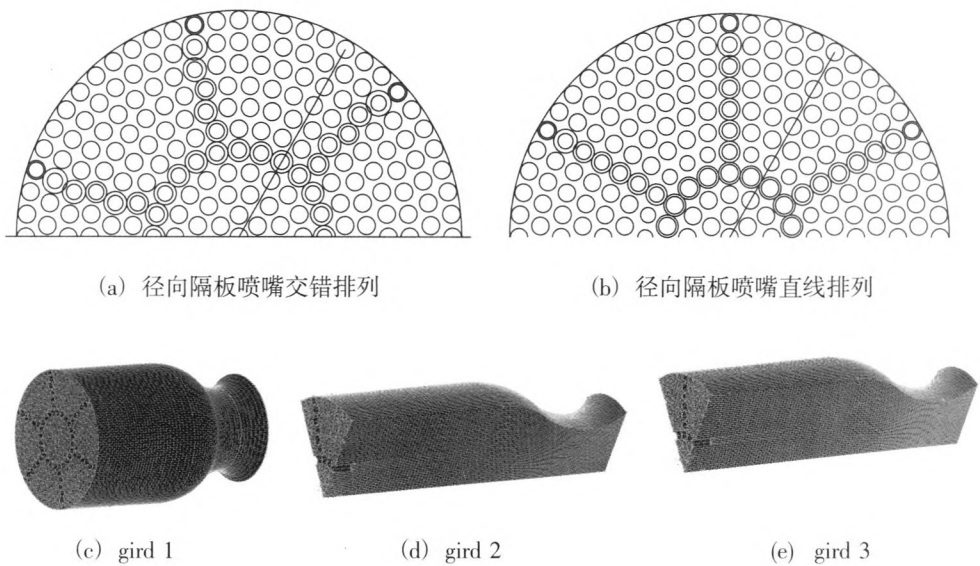 (a) 径向隔板喷嘴交错排列
(b) 径向隔板喷嘴直线排列
(c) gird 1
(d) gird 2
(e) gird 3